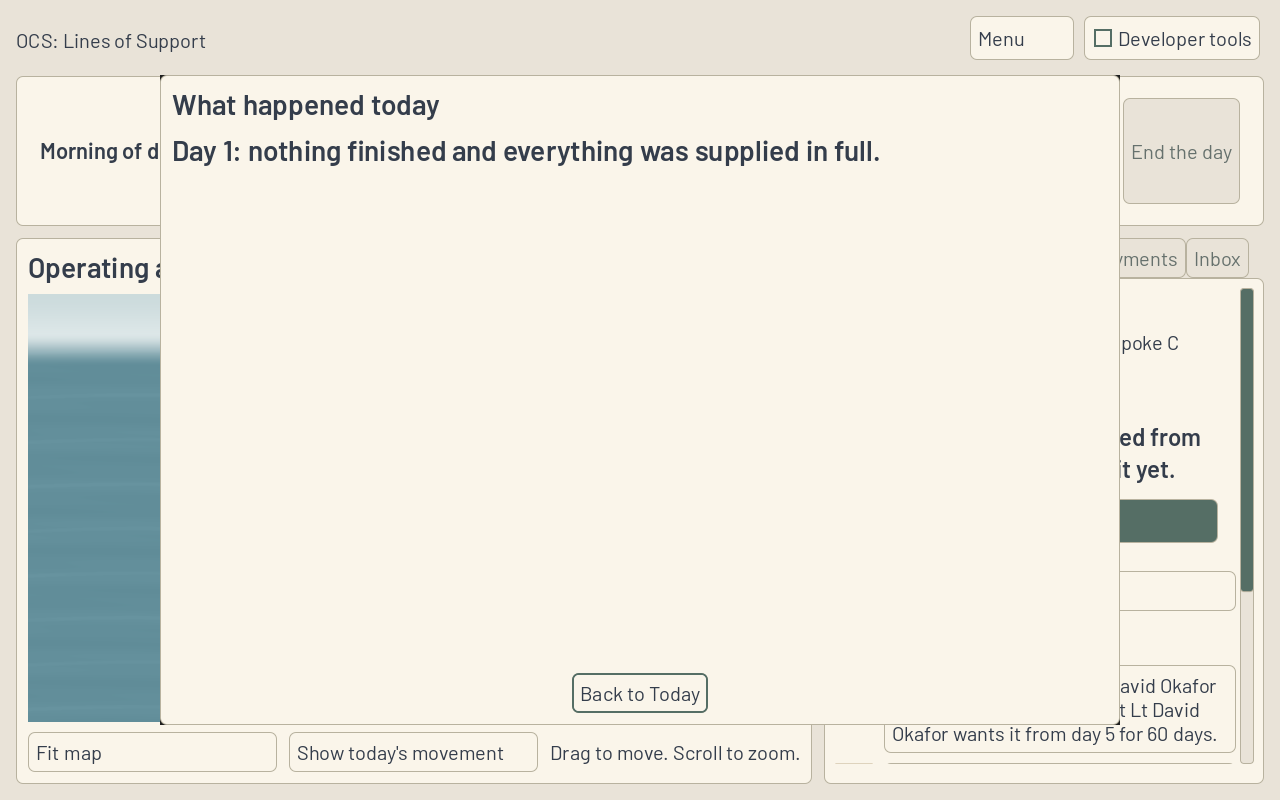 OCS: Lines of Support
Menu
Developer tools
Morning of d
End the day
What happened today
Day 1: nothing finished and everything was supplied in full.
Operating a
yments
Inbox
poke C
ed from
it yet.
avid Okafor
t Lt David
Okafor wants it from day 5 for 60 days.
Back to Today
Fit map
Show today's movement
Drag to move. Scroll to zoom.